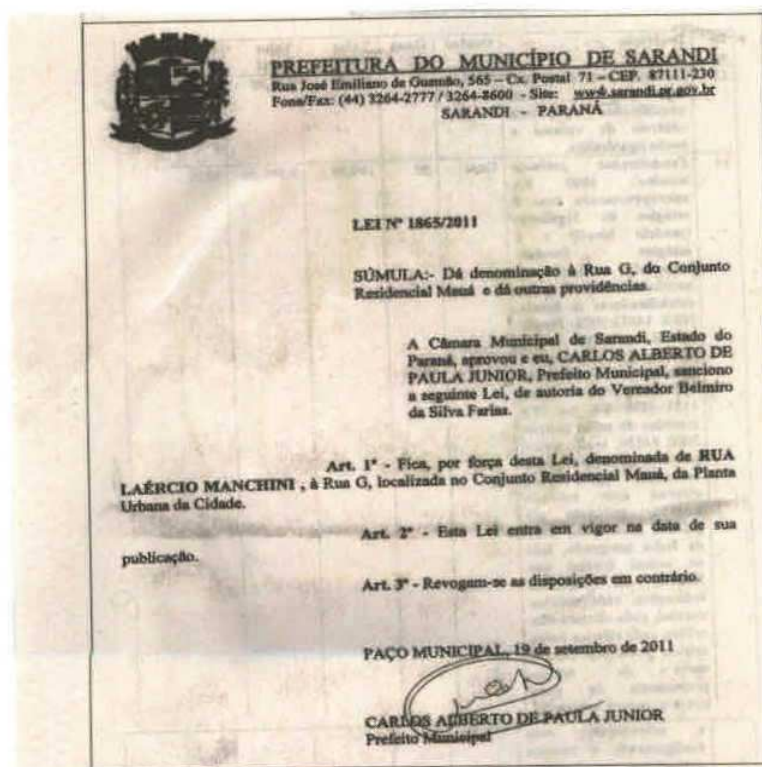 PREFEITURA DO MUNICÍPIO DE SARANDI
Rua José Emiliano de Gusmão, 565 – Cx. Postal 71 – CEP. 87111-230
Fone/Fax: (44) 3264-2777 / 3264-8600 - Site: www.sarandi.pr.gov.br
SARANDI - PARANÁ
LEI Nº 1865/2011
SÚMULA:- Dá denominação à Rua G, do Conjunto
Residencial Mauá e dá outras providências.
A Câmara Municipal de Sarandi, Estado do
Paraná, aprovou e eu, CARLOS ALBERTO DE
PAULA JUNIOR, Prefeito Municipal, sanciono
a seguinte Lei, de autoria do Vereador Belmiro
da Silva Farias.
Art. 1º - Fica, por força desta Lei, denominada de RUA
LAÉRCIO MANCHINI , à Rua G, localizada no Conjunto Residencial Mauá, da Planta
Urbana da Cidade.
Art. 2º - Esta Lei entra em vigor na data de sua
publicação.
Art. 3º - Revogam-se as disposições em contrário.
PAÇO MUNICIPAL, 19 de setembro de 2011
CARLOS ALBERTO DE PAULA JUNIOR
Prefeito Municipal